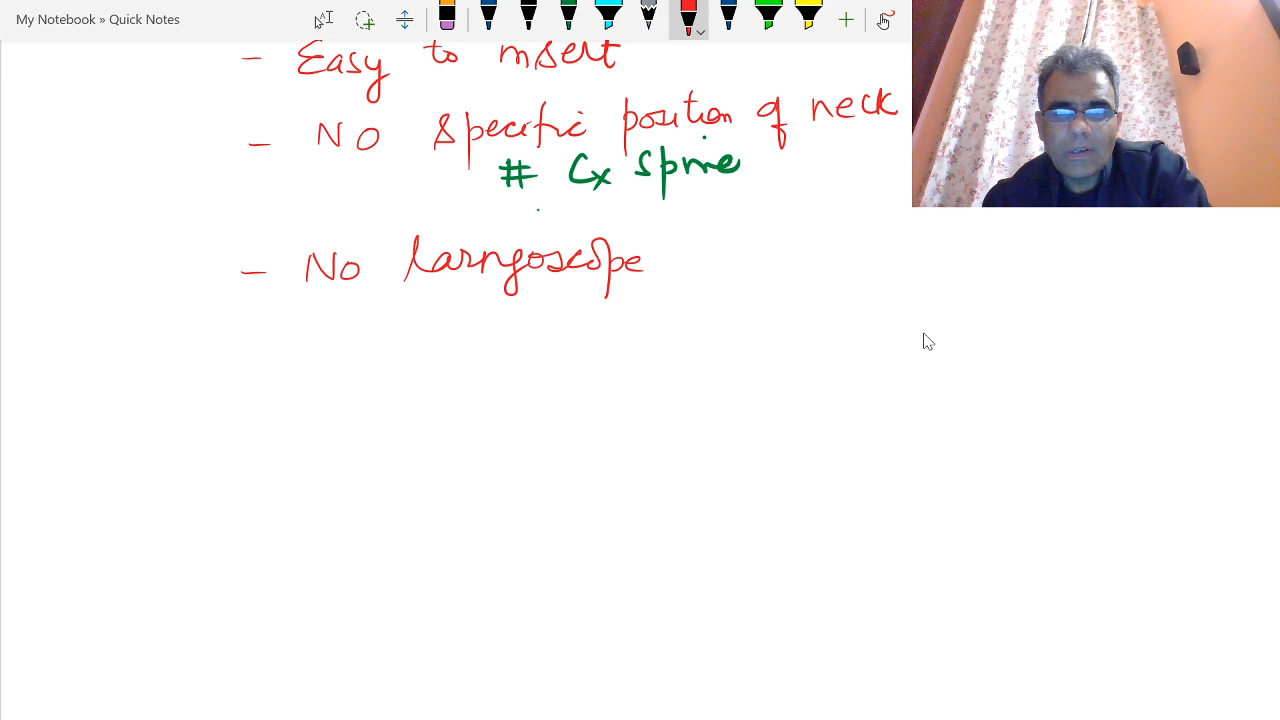 My Notebook » Quick Notes
- Easy to insert
- No specific position of neck
# Cx spine
- No laryngoscope